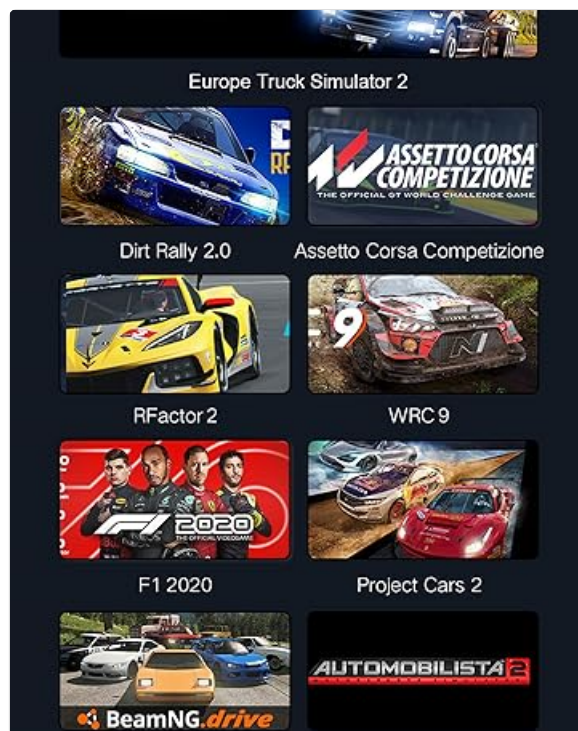 Europe Truck Simulator 2
ASSETTO CORSA
COMPETIZIONE
THE OFFICIAL GT WORLD CHALLENGE GAME
Dirt Rally 2.0
Assetto Corsa Competizione
9
RFactor 2
WRC 9
F1 2020
THE OFFICIAL VIDEOGAME
F1 2020
Project Cars 2
BeamNG.drive
AUTOMOBILISTA 2